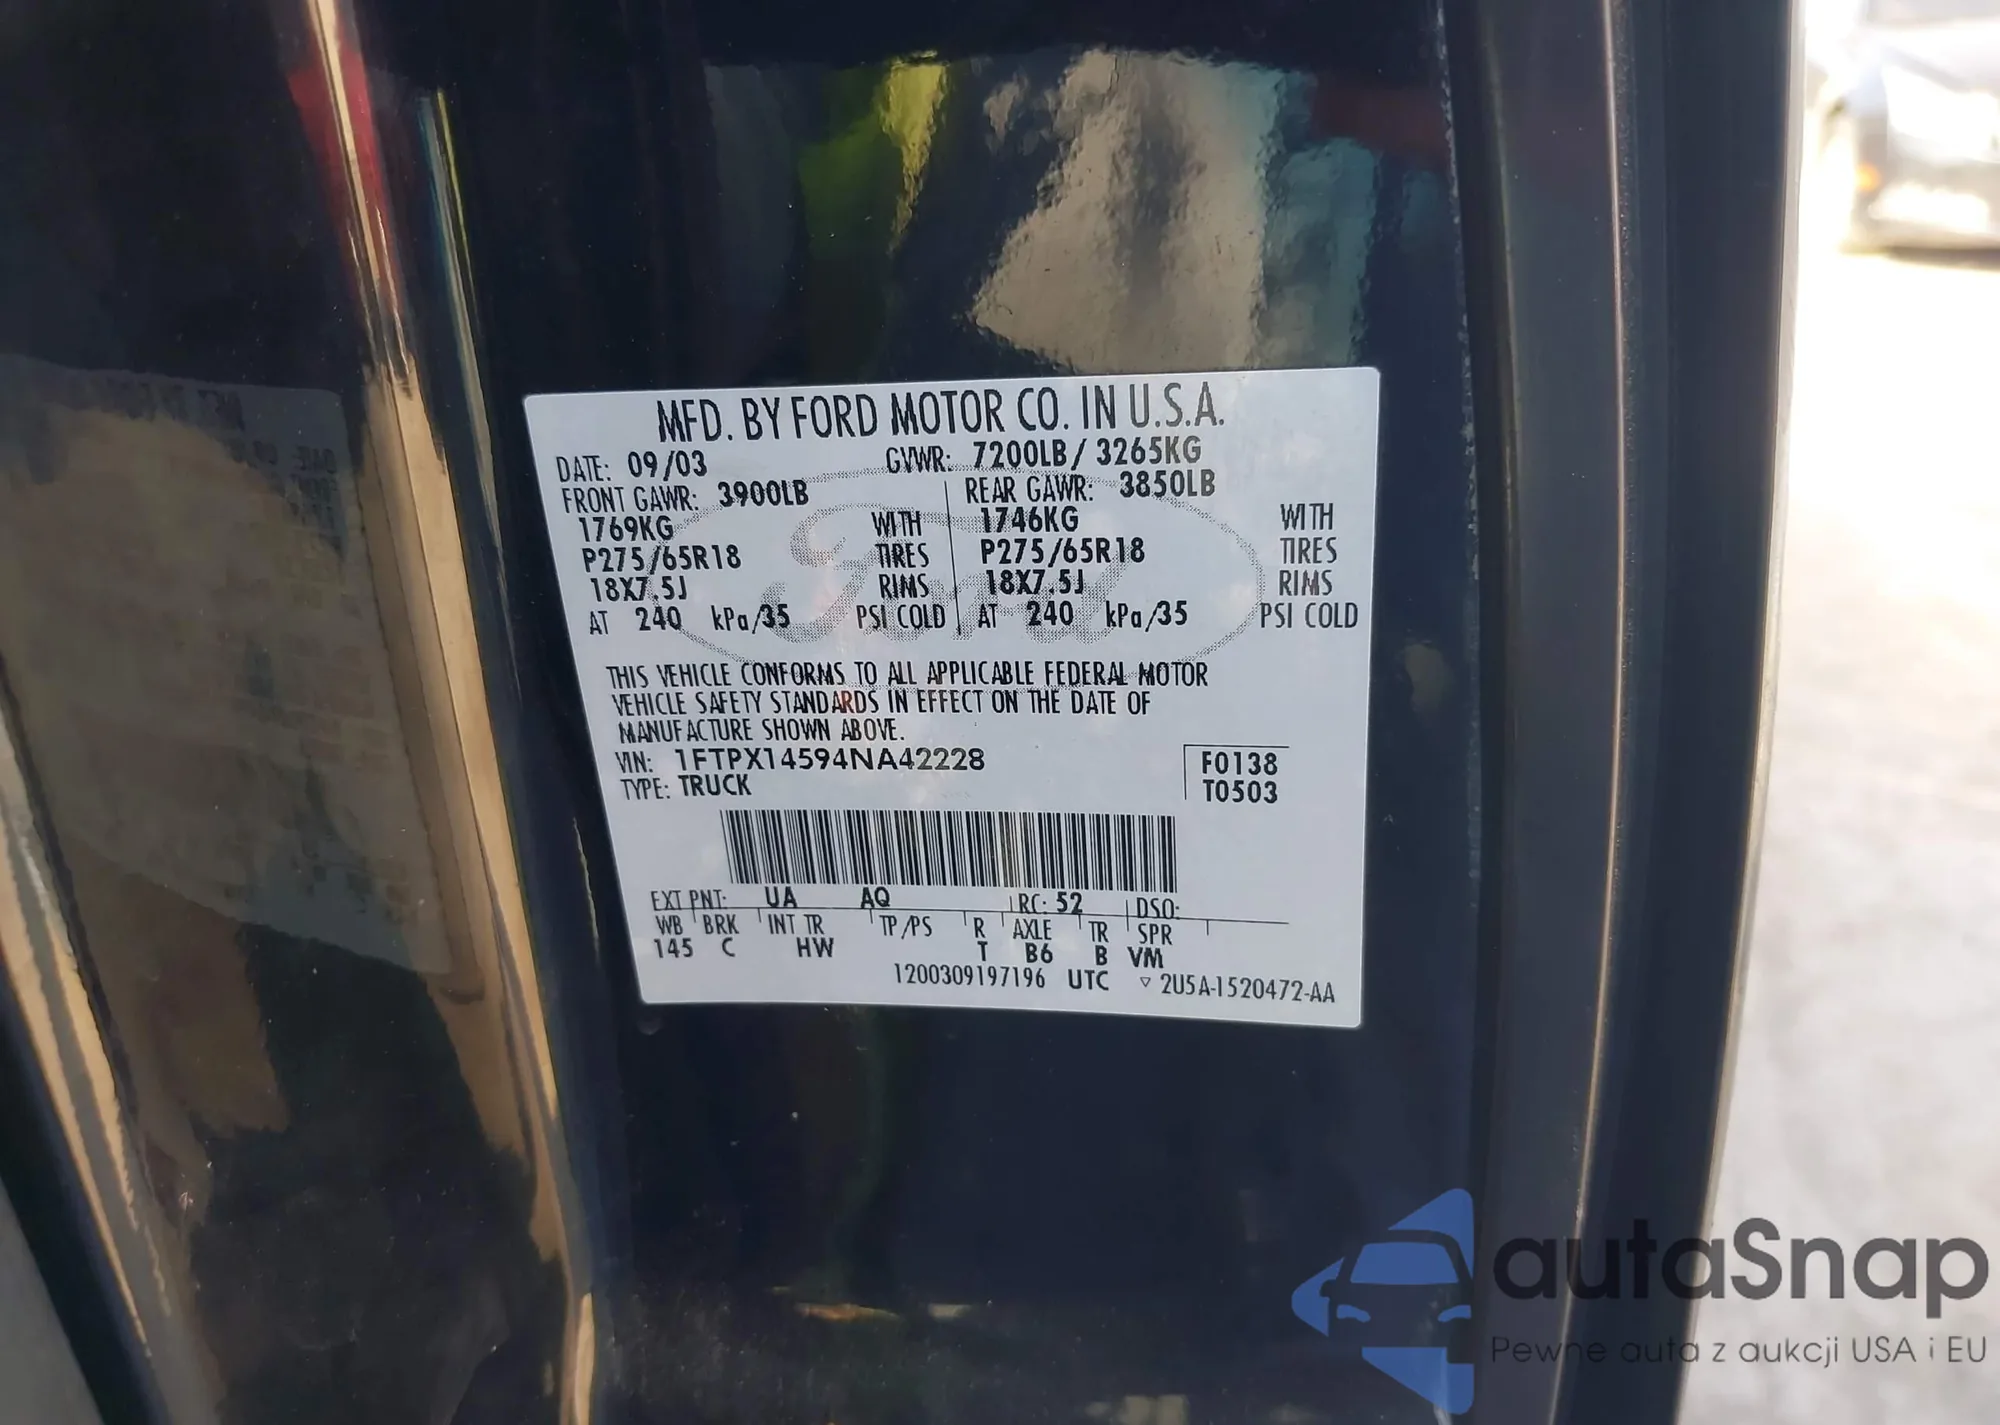 MFD. BY FORD MOTOR CO. IN U.S.A.
DATE: 09/03 GVWR: 7200LB / 3265KG
FRONT GAWR: 3900LB REAR GAWR: 3850LB
1769KG WITH 1746KG WITH
P275/65R18 TIRES P275/65R18 TIRES
18X7.5J RIMS 18X7.5J RIMS
AT 240 kPa/35 PSI COLD AT 240 kPa/35 PSI COLD
Ford
THIS VEHICLE CONFORMS TO ALL APPLICABLE FEDERAL MOTOR
VEHICLE SAFETY STANDARDS IN EFFECT ON THE DATE OF
MANUFACTURE SHOWN ABOVE.
VIN: 1FTPX14594NA42228 F0138
TYPE: TRUCK T0503
EXT PNT: UA AQ RC: 52 DSO:
WB BRK INT TR TP/PS R AXLE TR SPR
145 C HW T B6 B VM
1200309197196 UTC ▽ 2U5A-1520472-AA
autaSnap
Pewne auta z aukcji USA i EU